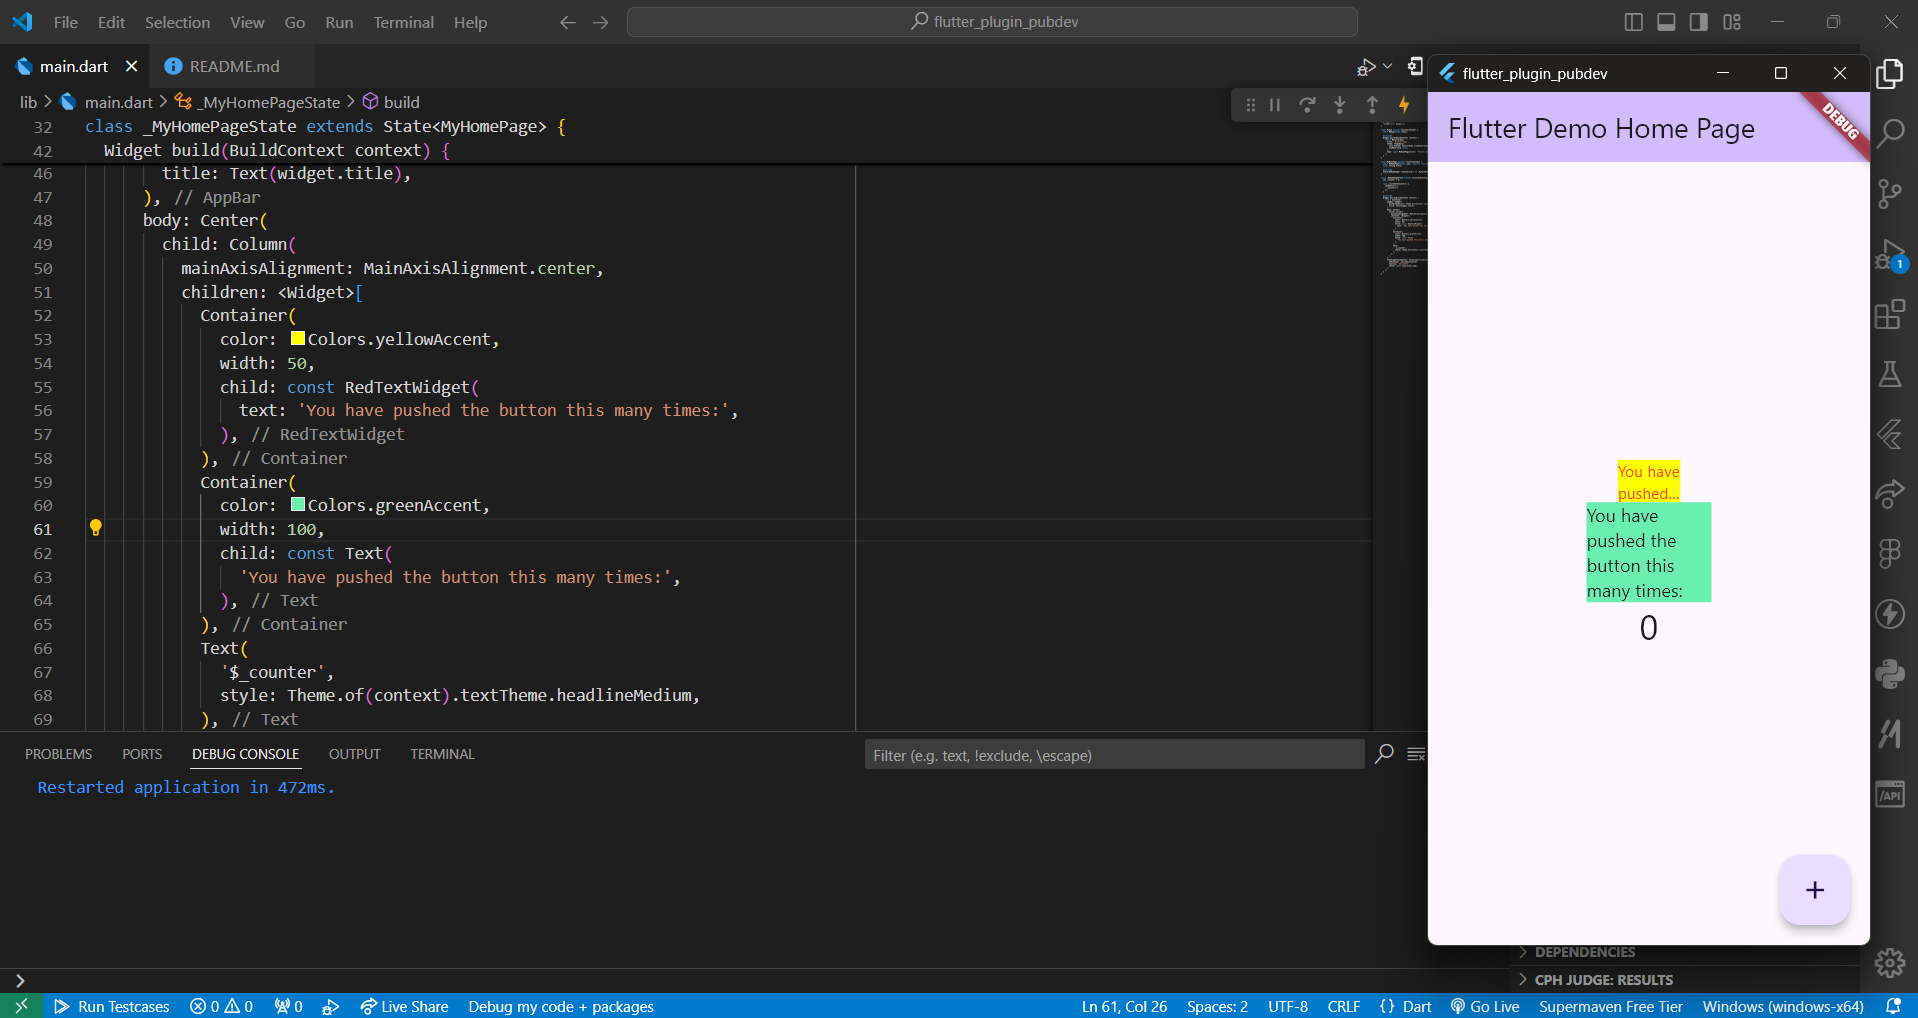 File Edit Selection View Go Run Terminal Help
flutter_plugin_pubdev
main.dart
README.md
lib > main.dart > _MyHomePageState > build
32 class _MyHomePageState extends State<MyHomePage> {
42 Widget build(BuildContext context) {
46 title: Text(widget.title),
47 ), // AppBar
48 body: Center(
49 child: Column(
50 mainAxisAlignment: MainAxisAlignment.center,
51 children: <Widget>[
52 Container(
53 color: Colors.yellowAccent,
54 width: 50,
55 child: const RedTextWidget(
56 text: 'You have pushed the button this many times:',
57 ), // RedTextWidget
58 ), // Container
59 Container(
60 color: Colors.greenAccent,
61 width: 100,
62 child: const Text(
63 'You have pushed the button this many times:',
64 ), // Text
65 ), // Container
66 Text(
67 '$_counter',
68 style: Theme.of(context).textTheme.headlineMedium,
69 ), // Text
PROBLEMS PORTS DEBUG CONSOLE OUTPUT TERMINAL
Filter (e.g. text, !exclude, \escape)
Restarted application in 472ms.
flutter_plugin_pubdev
Flutter Demo Home Page
DEBUG
You have
pushed...
You have
pushed the
button this
many times:
0
+
1
/API
DEPENDENCIES
CPH JUDGE: RESULTS
Run Testcases 0 0 0 Live Share Debug my code + packages
Ln 61, Col 26 Spaces: 2 UTF-8 CRLF {} Dart Go Live Supermaven Free Tier Windows (windows-x64)